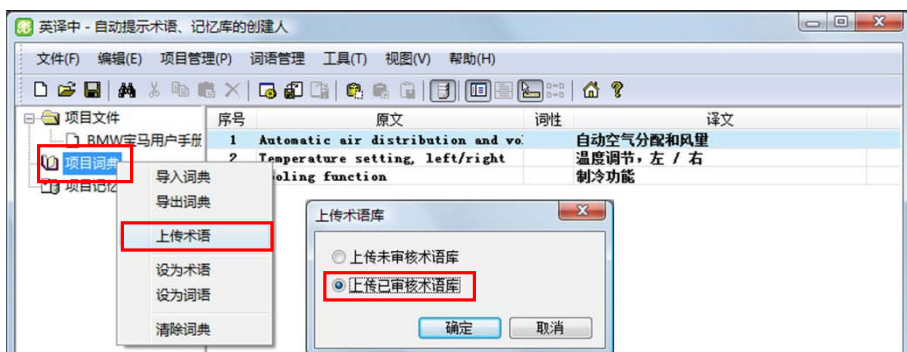 英译中 - 自动提示术语、记忆库的创建人
文件(F) 编辑(E) 项目管理(P) 词语管理 工具(T) 视图(V) 帮助(H)
项目文件
BMW宝马用户手册
项目词典
项目记忆
序号 原文 词性 译文
1 Automatic air distribution and 自动空气分配和风量
2 Temperature setting, left/right 温度调节，左 / 右
function 制冷功能
导入词典
导出词典
上传术语
设为术语
设为词语
清除词典
上传术语库
上传未审核术语库
上传已审核术语库
确定 取消